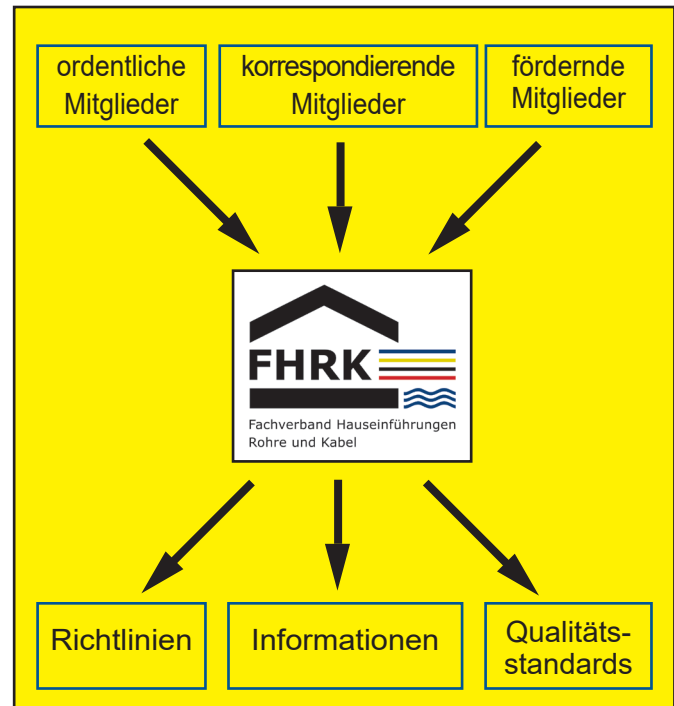 ordentliche
Mitglieder
korrespondierende
Mitglieder
fördernde
Mitglieder
FHRK
Fachverband Hauseinführungen
Rohre und Kabel
Richtlinien
Informationen
Qualitäts-
standards